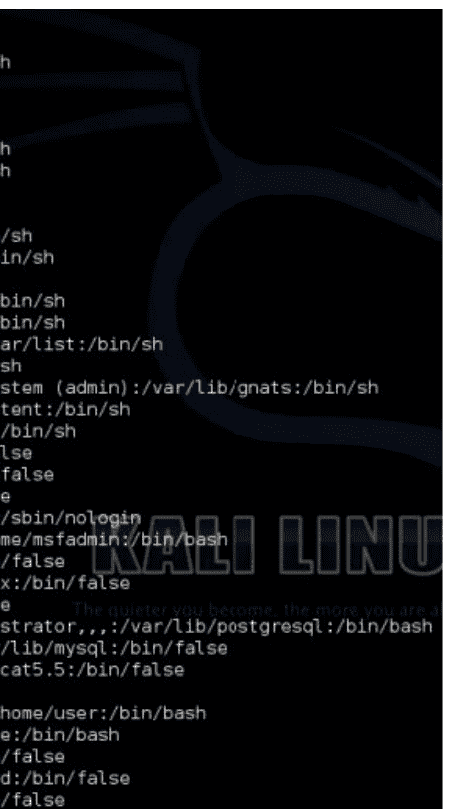 h
h
h
/sh
in/sh
bin/sh
bin/sh
ar/list:/bin/sh
sh
stem (admin):/var/lib/gnats:/bin/sh
tent:/bin/sh
/bin/sh
lse
false
e
/sbin/nologin
me/msfadmin:/bin/bash
KALI LINU
/false
x:/bin/false
e
The quieter you become, the more you are a
strator,,,:/var/lib/postgresql:/bin/bash
/lib/mysql:/bin/false
cat5.5:/bin/false
home/user:/bin/bash
e:/bin/bash
/false
d:/bin/false
/false